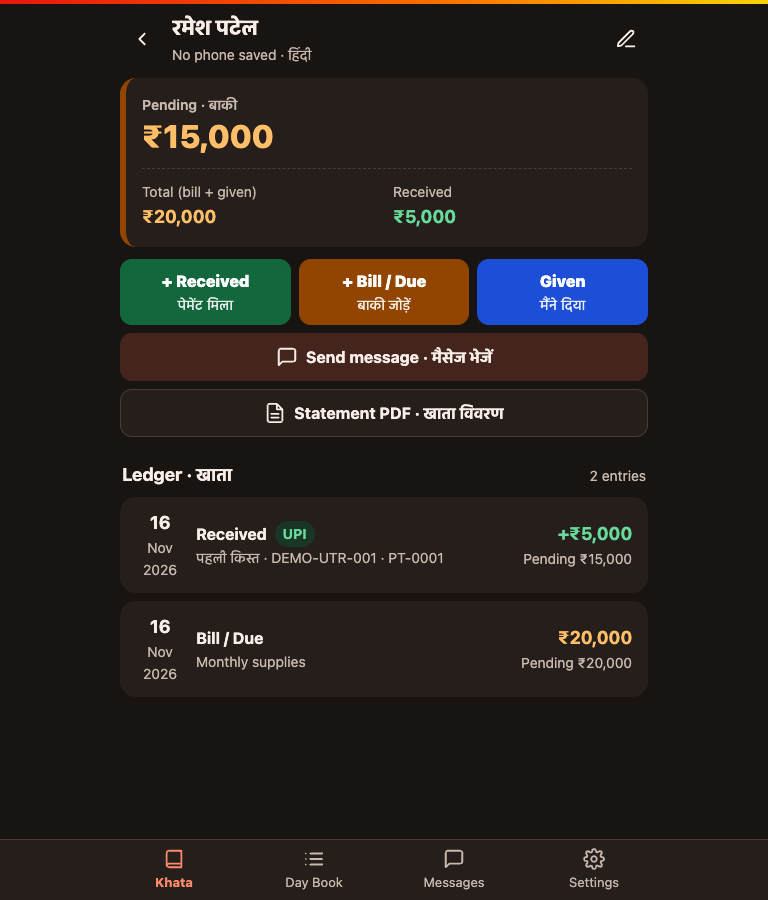 रमेश पटेल
No phone saved · हिंदी
Pending · बाकी
₹15,000
Total (bill + given)
₹20,000
Received
₹5,000
+ Received
पेमेंट मिला
+ Bill / Due
बाकी जोड़ें
Given
मैंने दिया
Send message · मैसेज भेजें
Statement PDF · खाता विवरण
Ledger · खाता
2 entries
16
Nov
2026
Received UPI
पहली किस्त · DEMO-UTR-001 · PT-0001
+₹5,000
Pending ₹15,000
16
Nov
2026
Bill / Due
Monthly supplies
₹20,000
Pending ₹20,000
Khata
Day Book
Messages
Settings